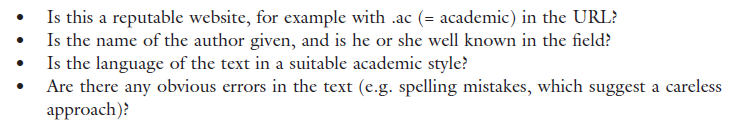 • Is this a reputable website, for example with .ac (= academic) in the URL?
• Is the name of the author given, and is he or she well known in the field?
• Is the language of the text in a suitable academic style?
• Are there any obvious errors in the text (e.g. spelling mistakes, which suggest a careless
approach)?